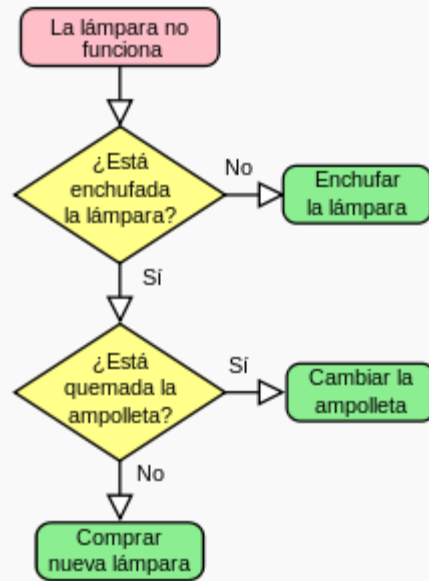 La lámpara no
funciona
¿Está
enchufada
la lámpara?
No
Enchufar
la lámpara
Sí
¿Está
quemada la
ampolleta?
Sí
Cambiar la
ampolleta
No
Comprar
nueva lámpara